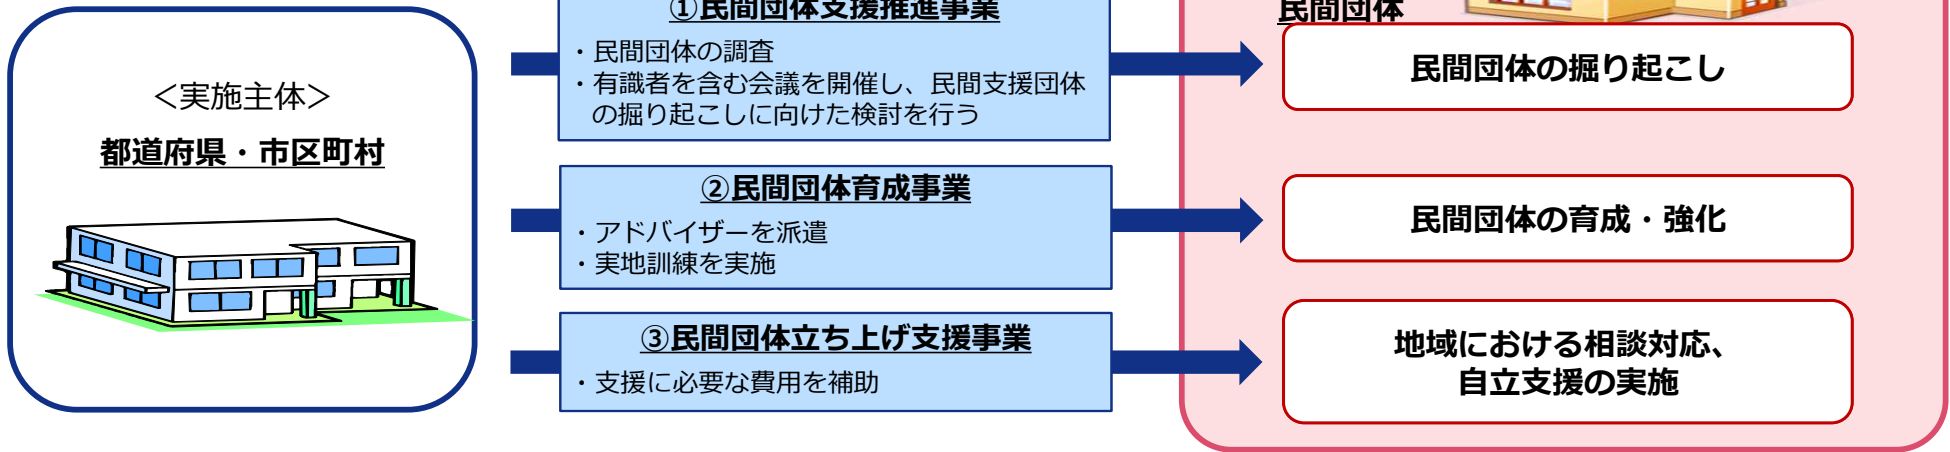 ＜実施主体＞
都道府県・市区町村
①民間団体支援推進事業
・民間団体の調査
・有識者を含む会議を開催し、民間支援団体
の掘り起こしに向けた検討を行う
②民間団体育成事業
・アドバイザーを派遣
・実地訓練を実施
③民間団体立ち上げ支援事業
・支援に必要な費用を補助
民間団体
民間団体の掘り起こし
民間団体の育成・強化
地域における相談対応、
自立支援の実施